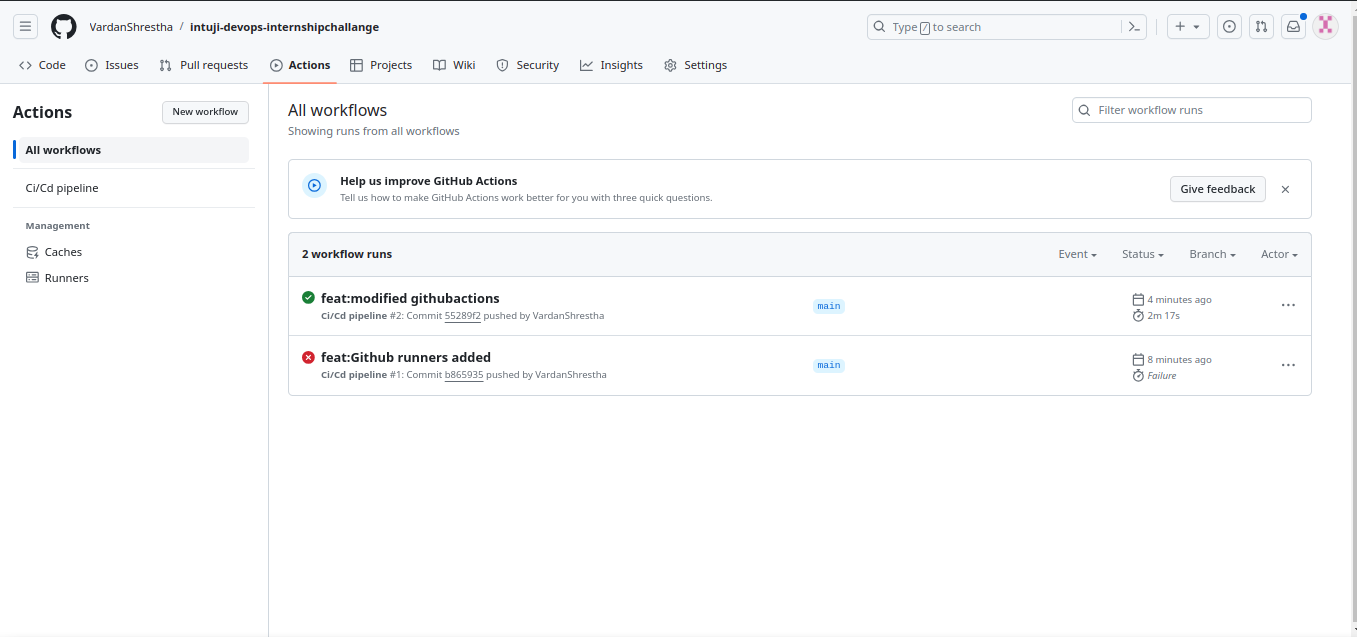 VardanShrestha / intuji-devops-internshipchallange
Type / to search
Code Issues Pull requests Actions Projects Wiki Security Insights Settings
Actions
New workflow
All workflows
Ci/Cd pipeline
Management
Caches
Runners
All workflows
Showing runs from all workflows
Filter workflow runs
Help us improve GitHub Actions
Tell us how to make GitHub Actions work better for you with three quick questions.
Give feedback
2 workflow runs
Event Status Branch Actor
feat:modified githubactions
Ci/Cd pipeline #2: Commit 55289f2 pushed by VardanShrestha
main
4 minutes ago
2m 17s
feat:Github runners added
Ci/Cd pipeline #1: Commit b865935 pushed by VardanShrestha
main
8 minutes ago
Failure